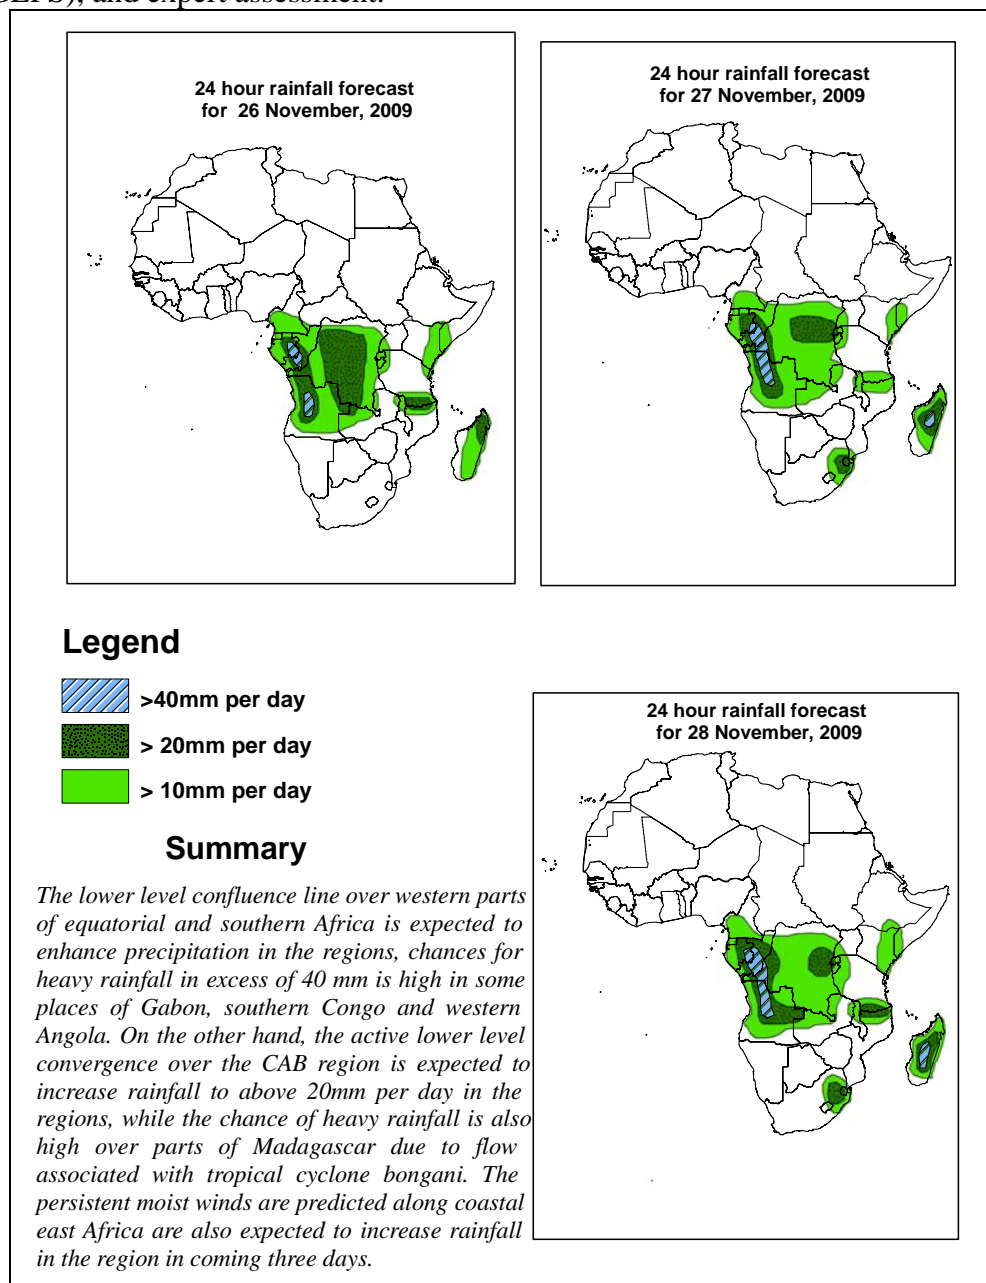 GEFS), and expert assessment.
24 hour rainfall forecast
for 26 November, 2009
24 hour rainfall forecast
for 27 November, 2009
Legend
>40mm per day
> 20mm per day
> 10mm per day
24 hour rainfall forecast
for 28 November, 2009
Summary
The lower level confluence line over western parts
of equatorial and southern Africa is expected to
enhance precipitation in the regions, chances for
heavy rainfall in excess of 40 mm is high in some
places of Gabon, southern Congo and western
Angola. On the other hand, the active lower level
convergence over the CAB region is expected to
increase rainfall to above 20mm per day in the
regions, while the chance of heavy rainfall is also
high over parts of Madagascar due to flow
associated with tropical cyclone bongani. The
persistent moist winds are predicted along coastal
east Africa are also expected to increase rainfall
in the region in coming three days.